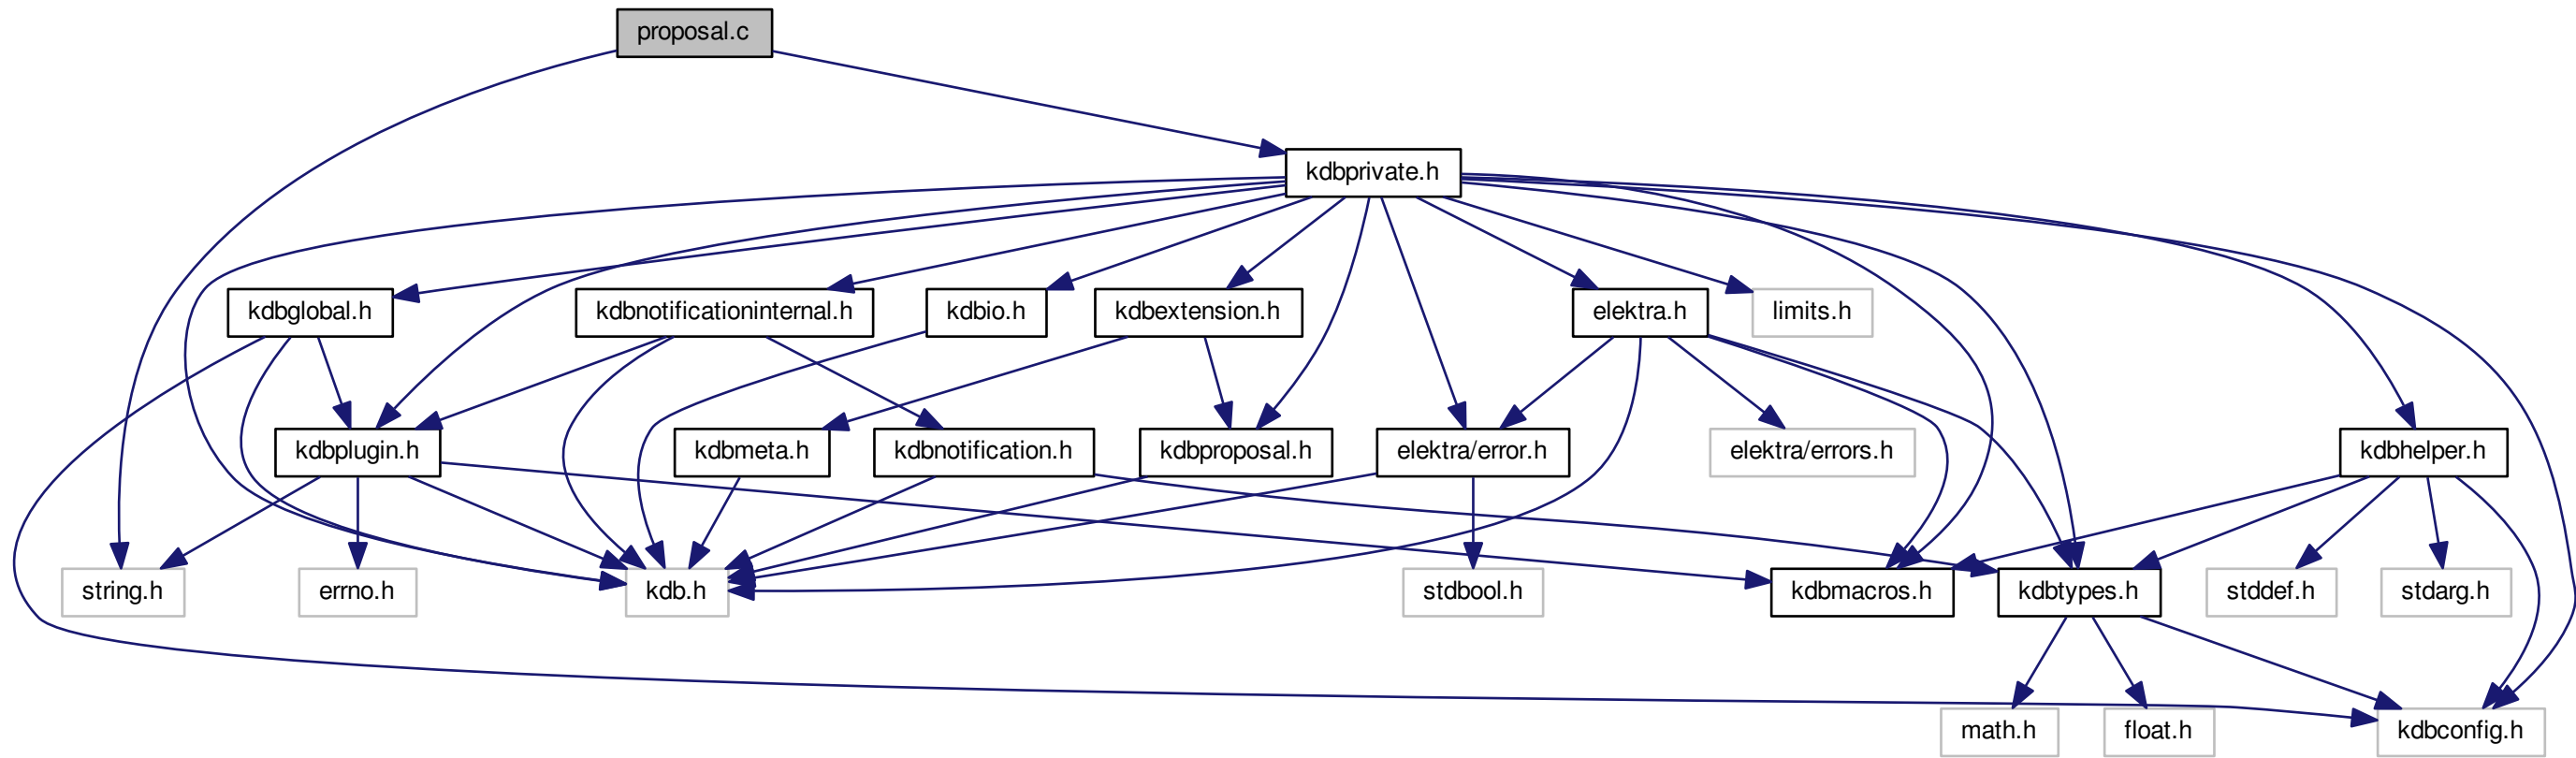 proposal.c
kdbprivate.h
kdbglobal.h
kdbnotificationinternal.h
kdbio.h
kdbextension.h
elektra.h
limits.h
kdbplugin.h
kdbmeta.h
kdbnotification.h
kdbproposal.h
elektra/error.h
elektra/errors.h
kdbhelper.h
string.h
errno.h
kdb.h
stdbool.h
kdbmacros.h
kdbtypes.h
stddef.h
stdarg.h
math.h
float.h
kdbconfig.h